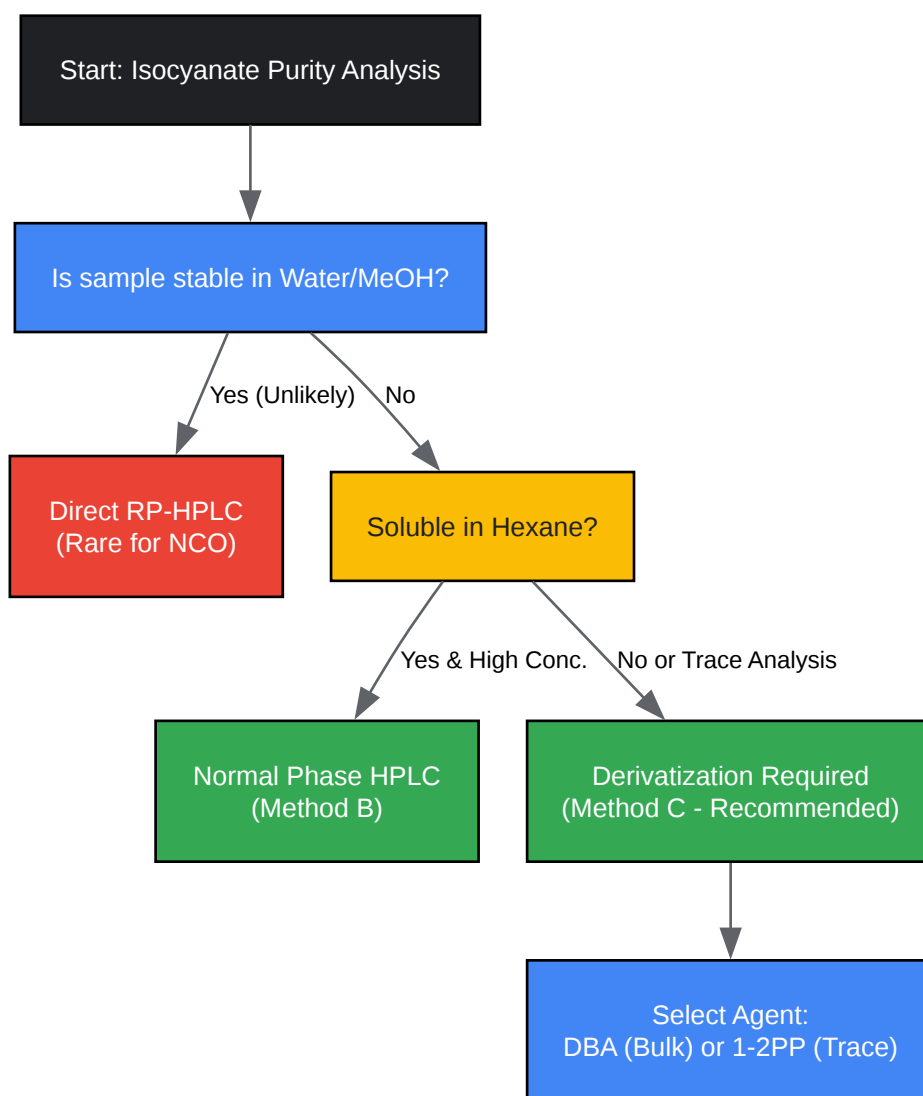 Start: Isocyanate Purity Analysis
Is sample stable in Water/MeOH?
Yes (Unlikely)
No
Direct RP-HPLC
(Rare for NCO)
Soluble in Hexane?
Yes & High Conc.
No or Trace Analysis
Normal Phase HPLC
(Method B)
Derivatization Required
(Method C - Recommended)
Select Agent:
DBA (Bulk) or 1-2PP (Trace)